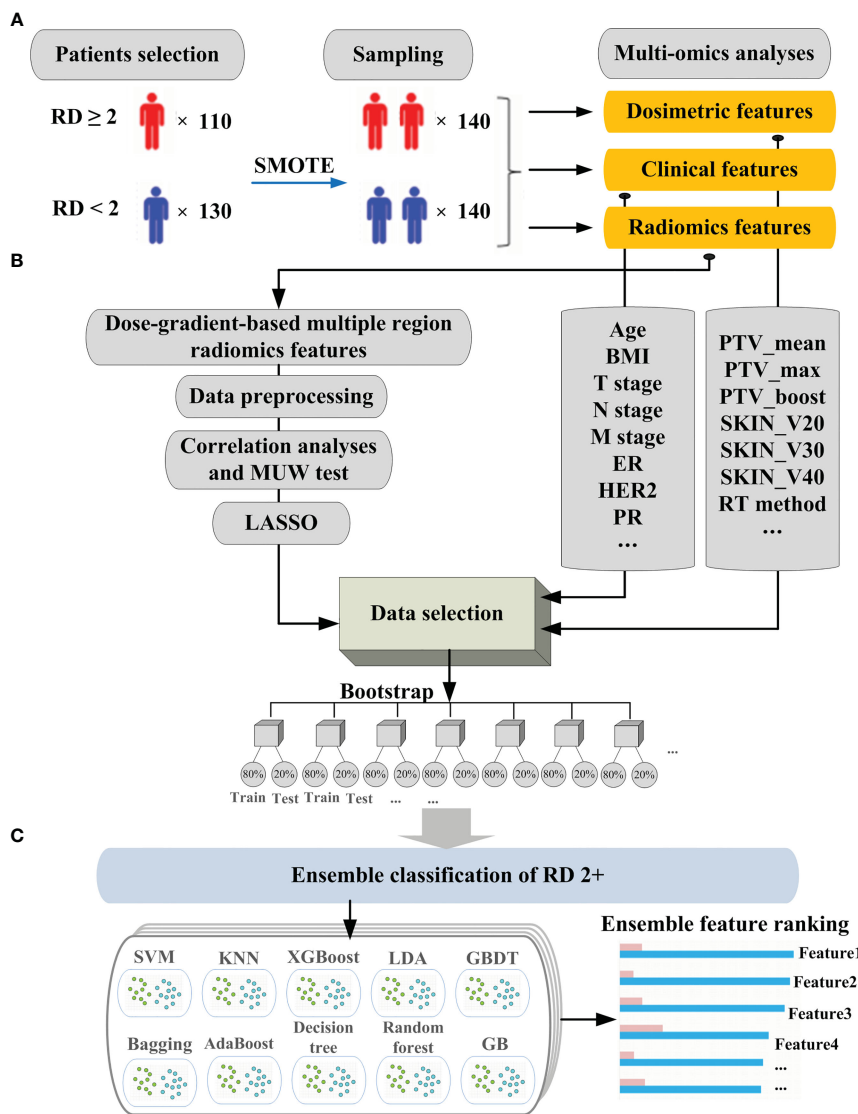 A
Patients selection
Sampling
Multi-omics analyses
RD ≥ 2
× 110
× 140
SMOTE
RD < 2
× 130
× 140
Dosimetric features
Clinical features
Radiomics features
B
Dose-gradient-based multiple region
radiomics features
Data preprocessing
Correlation analyses
and MUW test
LASSO
Age
BMI
T stage
N stage
M stage
ER
HER2
PR
...
PTV_mean
PTV_max
PTV_boost
SKIN_V20
SKIN_V30
SKIN_V40
RT method
...
Data selection
Bootstrap
...
80% 20% 80% 20% 80% 20% 80% 20% 80% 20% 80% 20% 80% 20%
Train Test Train Test ... ...
C
Ensemble classification of RD 2+
SVM KNN XGBoost LDA GBDT
Bagging AdaBoost Decision
tree Random
forest GB
Ensemble feature ranking
Feature1
Feature2
Feature3
Feature4
...
...